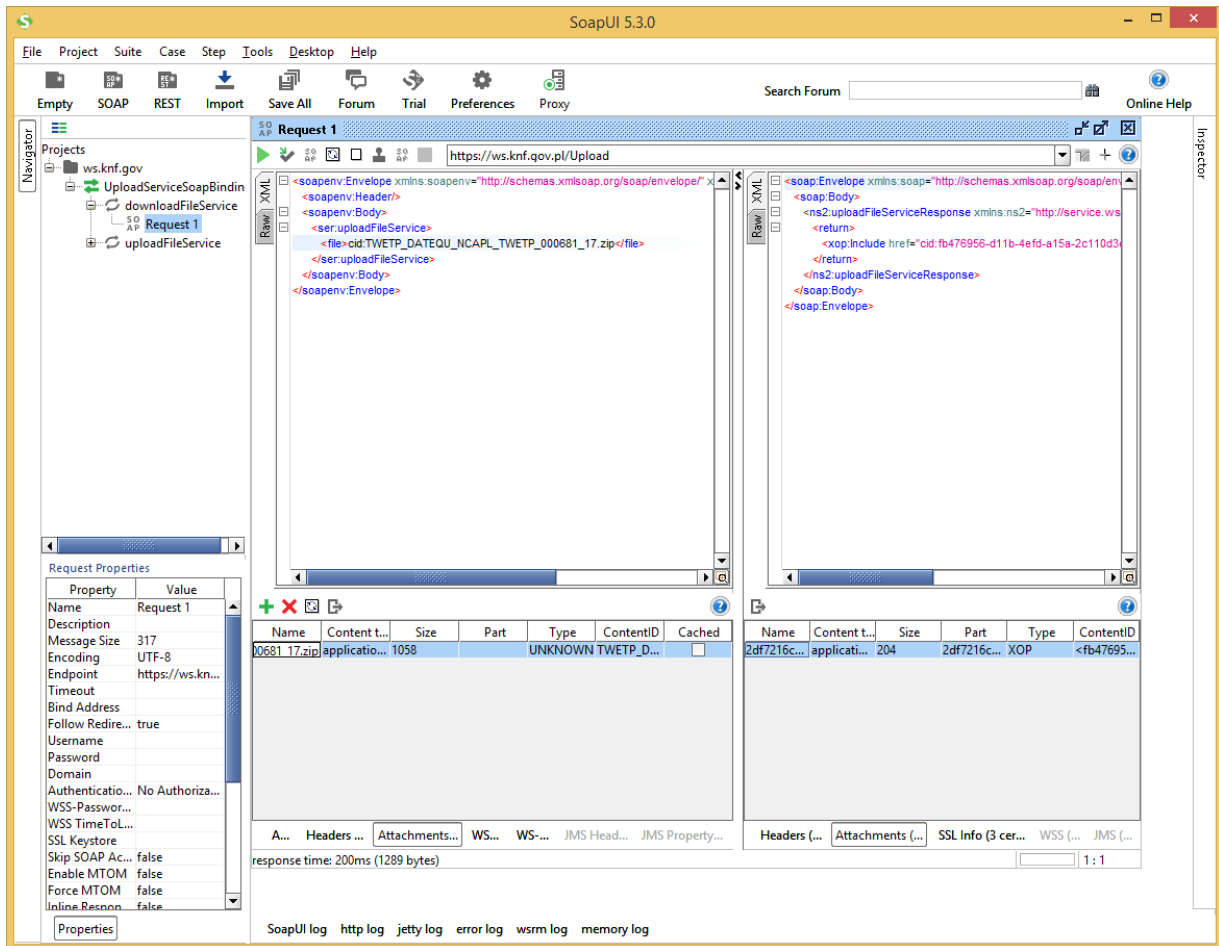 SoapUI 5.3.0
File Project Suite Case Step Tools Desktop Help
Empty SOAP REST Import Save All Forum Trial Preferences Proxy
Search Forum
Online Help
Navigator
Projects
ws.knf.gov
UploadServiceSoapBindin
downloadFileService
SO AP Request 1
uploadFileService
SO AP Request 1
https://ws.knf.gov.pl/Upload
XML
Raw
<soapenv:Envelope xmlns:soapenv="http://schemas.xmlsoap.org/soap/envelope/" x
<soapenv:Header/>
<soapenv:Body>
<ser:uploadFileService>
<file>cid:TWETP_DATEQU_NCAPL_TWETP_000681_17.zip</file>
</ser:uploadFileService>
</soapenv:Body>
</soapenv:Envelope>
XML
Raw
<soap:Envelope xmlns:soap="http://schemas.xmlsoap.org/soap/env
<soap:Body>
<ns2:uploadFileServiceResponse xmlns:ns2="http://service.ws
<return>
<xop:Include href="cid:fb476956-d11b-4efd-a15a-2c110d3
</return>
</ns2:uploadFileServiceResponse>
</soap:Body>
</soap:Envelope>
Inspector
Request Properties
Property Value
Name Request 1
Description
Message Size 317
Encoding UTF-8
Endpoint https://ws.kn...
Timeout
Bind Address
Follow Redire... true
Username
Password
Domain
Authenticatio... No Authoriza...
WSS-Passwor...
WSS TimeToL...
SSL Keystore
Skip SOAP Ac... false
Enable MTOM false
Force MTOM false
Inline Respon false
Properties
Name Content t... Size Part Type ContentID Cached
00681_17.zip applicatio... 1058 UNKNOWN TWETP_D...
A... Headers ... Attachments... WS... WS-... JMS Head... JMS Property...
Name Content t... Size Part Type ContentID
2df7216c... applicati... 204 2df7216c... XOP <fb47695...
Headers (... Attachments (... SSL Info (3 cer... WSS (... JMS (...
response time: 200ms (1289 bytes)
1 : 1
SoapUI log http log jetty log error log wsrm log memory log